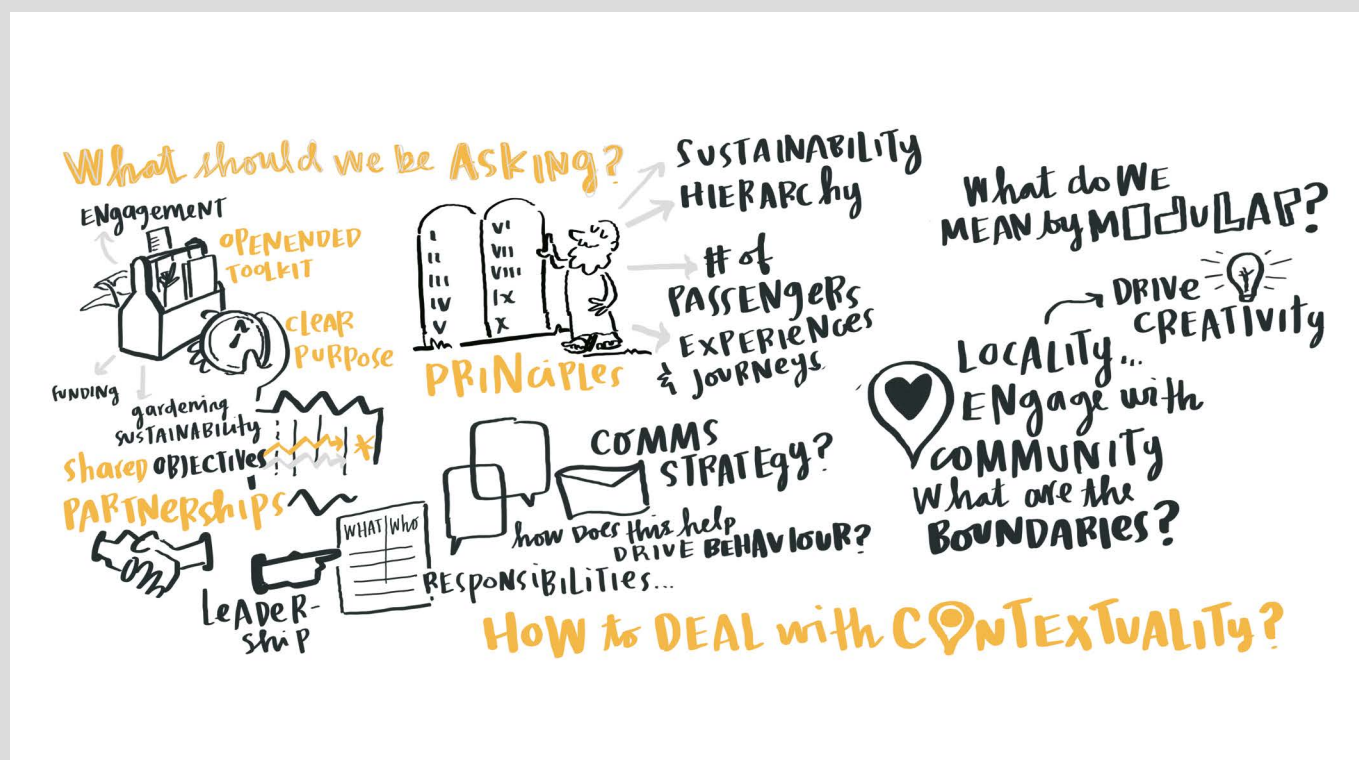 What should we be ASKING?
ENgagemeNT
OPENENDED
TOOLKIT
CLEAR
PURPOSE
FUNDING
gardening
SUSTAINABILITY
shared OBJECTIVES
PARTNERships
LEADER-
ship
WHAT Who
RESPONSIBILITIES...
I
II
III
IV
V
VI
VII
VIII
IX
X
PRINciPLes
SUSTAINABILITy
HIERARchy
# of
PASSENgeRs
EXPERIENces
& JOURNEYS
COMMS
STRATEgy?
how Does this help
DRIVE BEHAVIOUR?
What do WE
MEAN by MODULAR?
DRIVE
CREATIVITy
LOCALITy...
ENgage with
COMMUNITY
What are the
BOUNDARIES?
HOW to DEAL with CONTEXTUALITy?